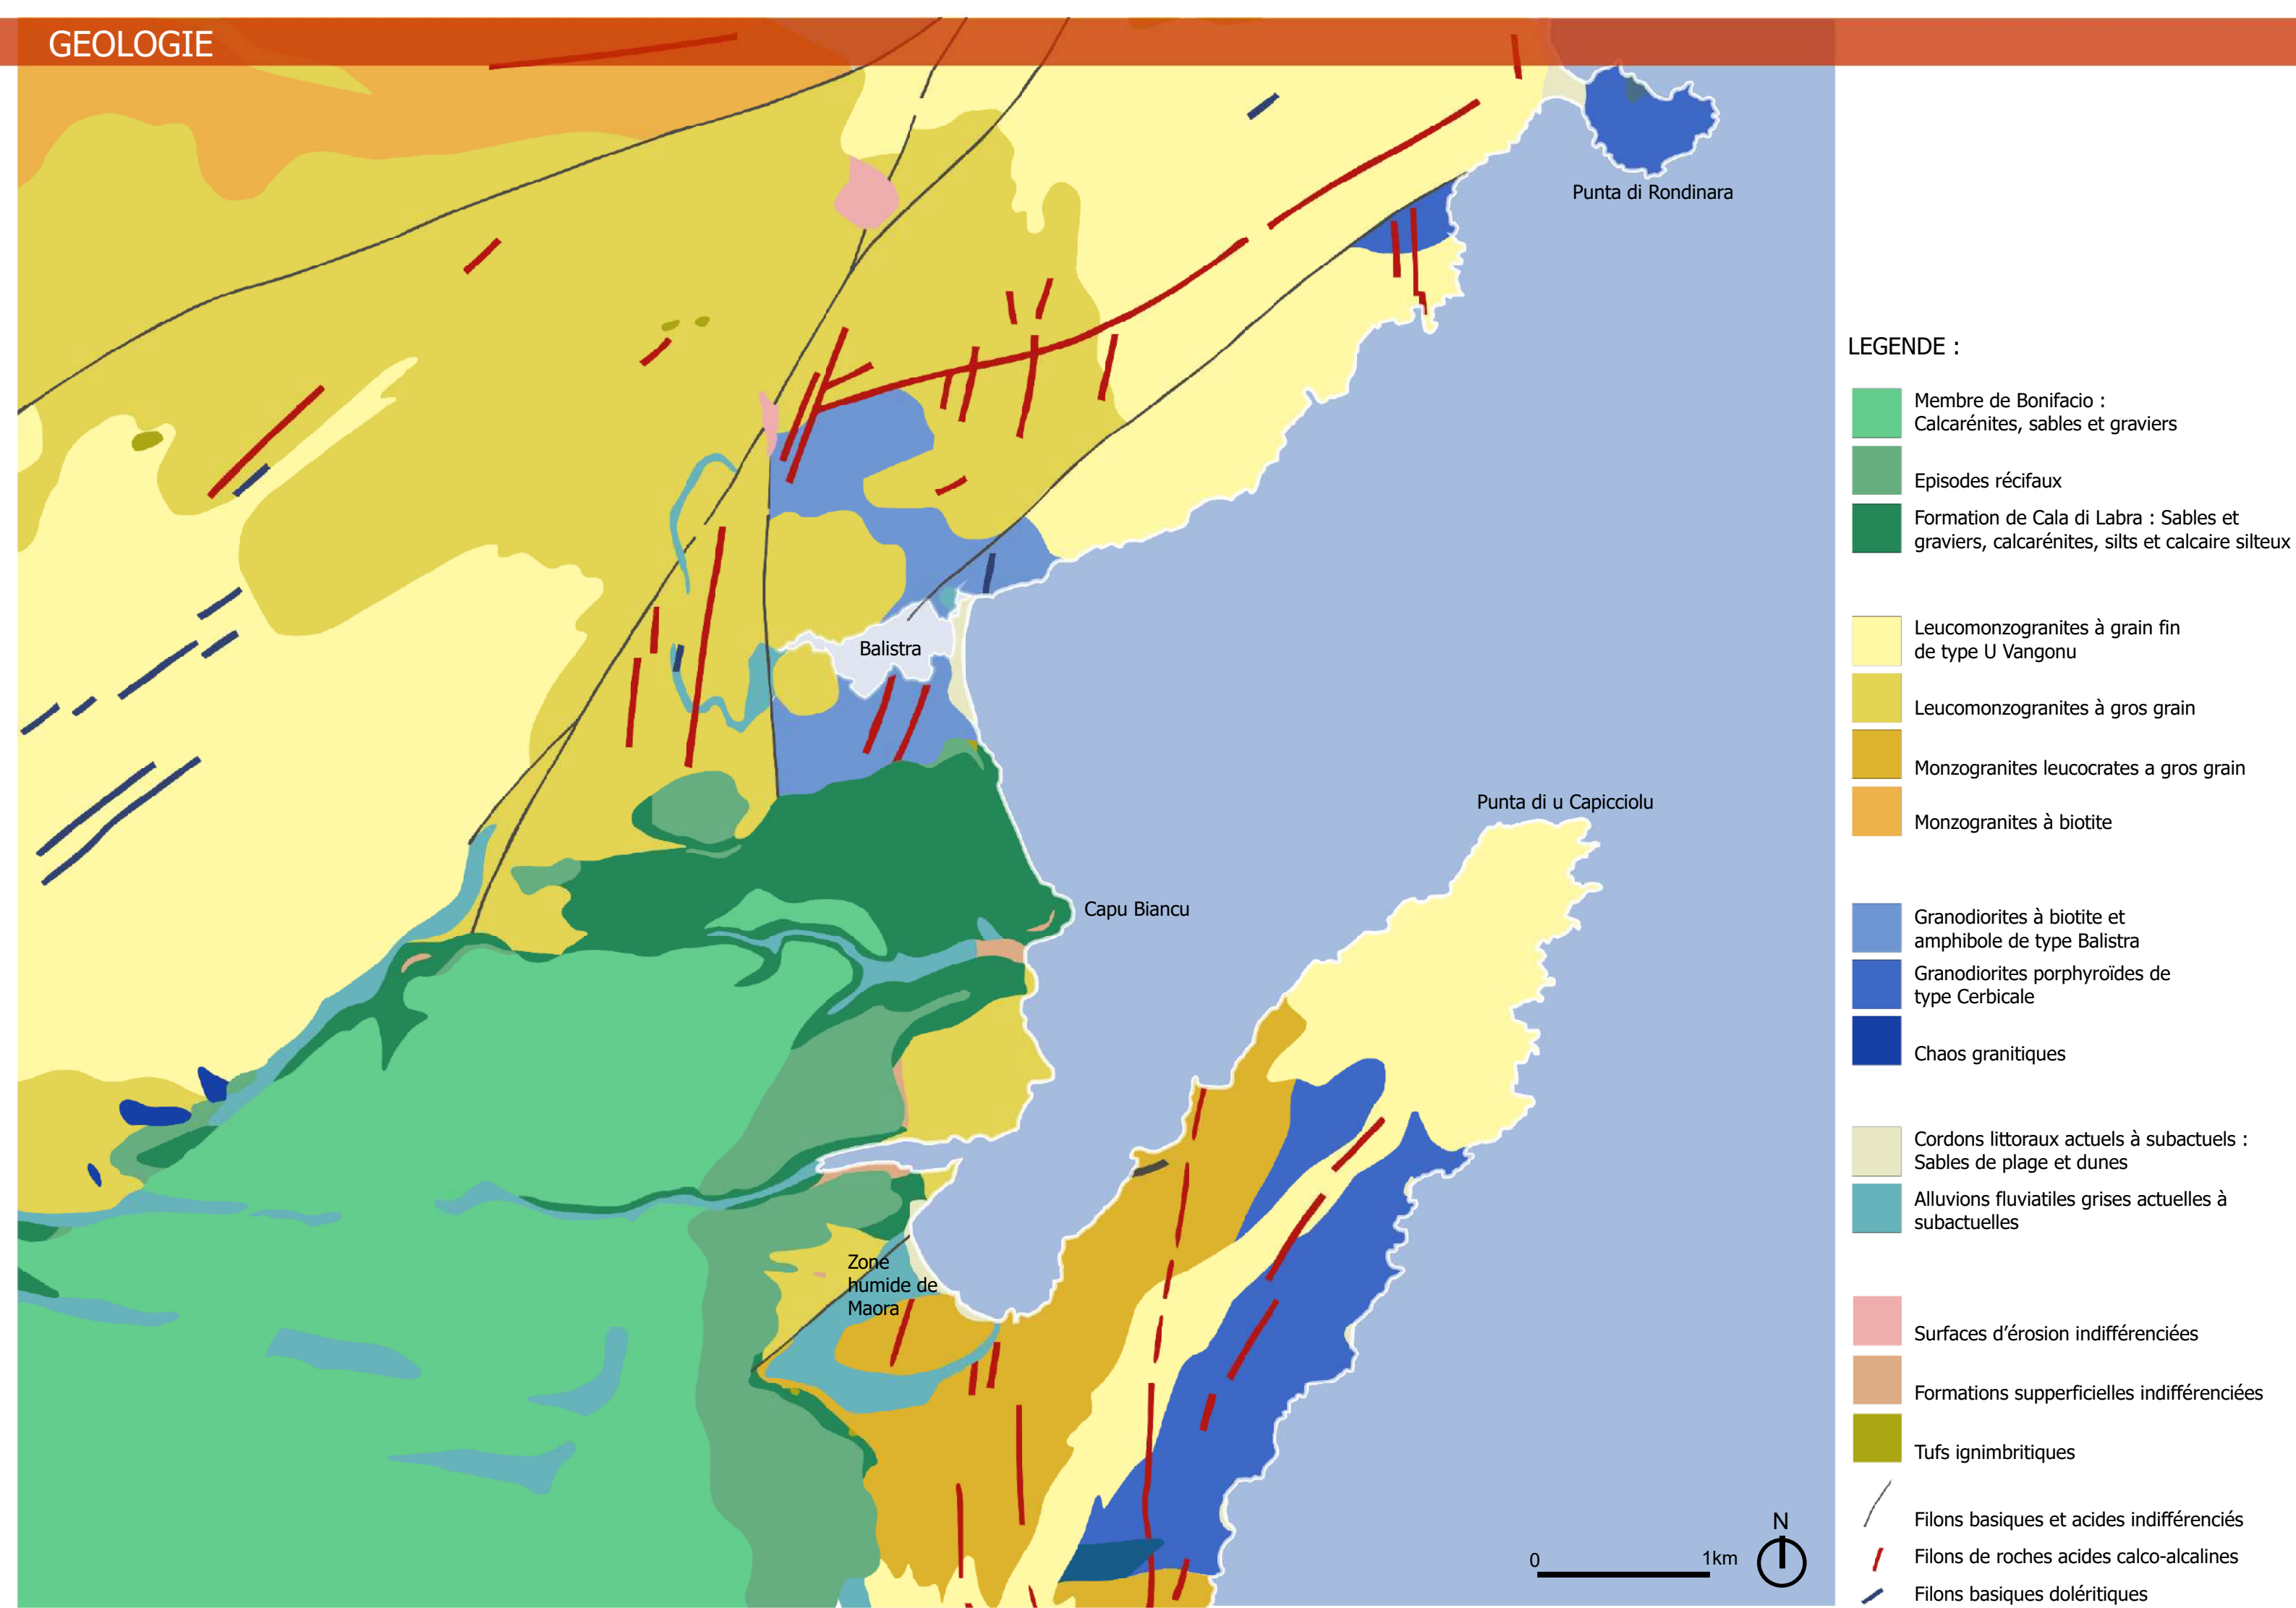 GEOLOGIE
Punta di Rondinara
Balistra
Punta di u Capicciolu
Capu Biancu
Zone
humide de
Maora
LEGENDE :
Membre de Bonifacio :
Calcarénites, sables et graviers
Episodes récifaux
Formation de Cala di Labra : Sables et
graviers, calcarénites, silts et calcaire silteux
Leucomonzogranites à grain fin
de type U Vangonu
Leucomonzogranites à gros grain
Monzogranites leucocrates a gros grain
Monzogranites à biotite
Granodiorites à biotite et
amphibole de type Balistra
Granodiorites porphyroïdes de
type Cerbicale
Chaos granitiques
Cordons littoraux actuels à subactuels :
Sables de plage et dunes
Alluvions fluviatiles grises actuelles à
subactuelles
Surfaces d’érosion indifférenciées
Formations supperficielles indifférenciées
Tufs ignimbritiques
Filons basiques et acides indifférenciés
Filons de roches acides calco-alcalines
Filons basiques doléritiques
N
0 1km